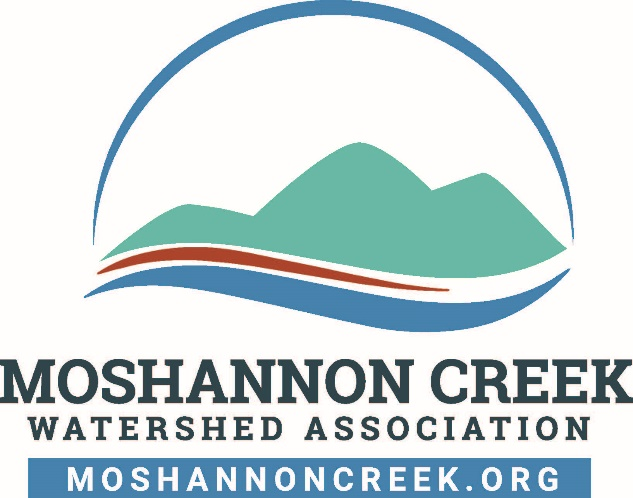 MOSHANNON CREEK
WATERSHED ASSOCIATION
MOSHANNONCREEK.ORG